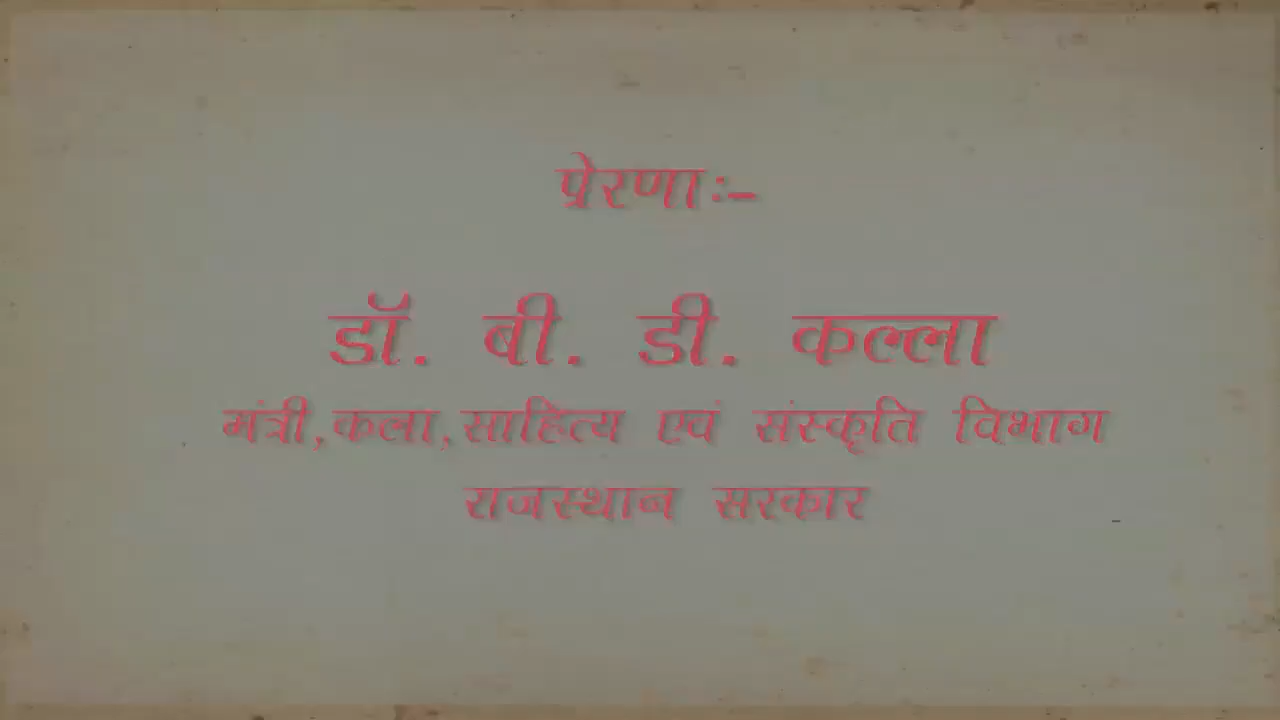 प्रेरणाः-
डॉ. बी. डी. कल्ला
मंत्री,कला,साहित्य एवं संस्कृति विभाग
राजस्थान सरकार